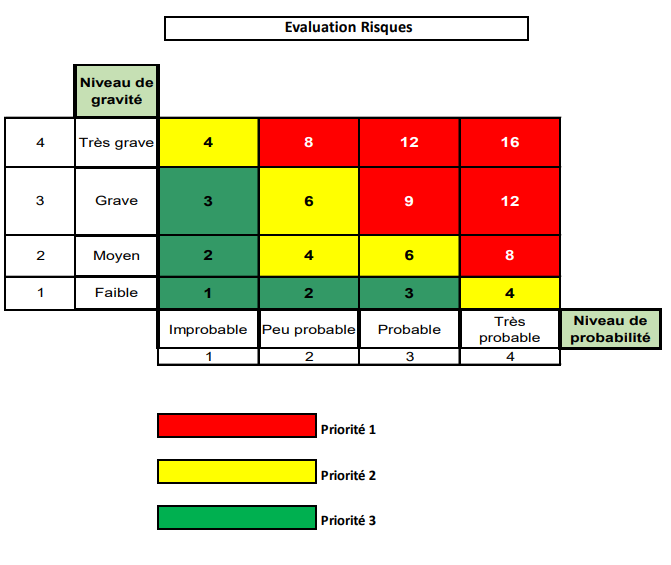 Evaluation Risques
Niveau de
gravité
4 Très grave 4 8 12 16
3 Grave 3 6 9 12
2 Moyen 2 4 6 8
1 Faible 1 2 3 4
Improbable Peu probable Probable Très
probable Niveau de
probabilité
1 2 3 4
Priorité 1
Priorité 2
Priorité 3